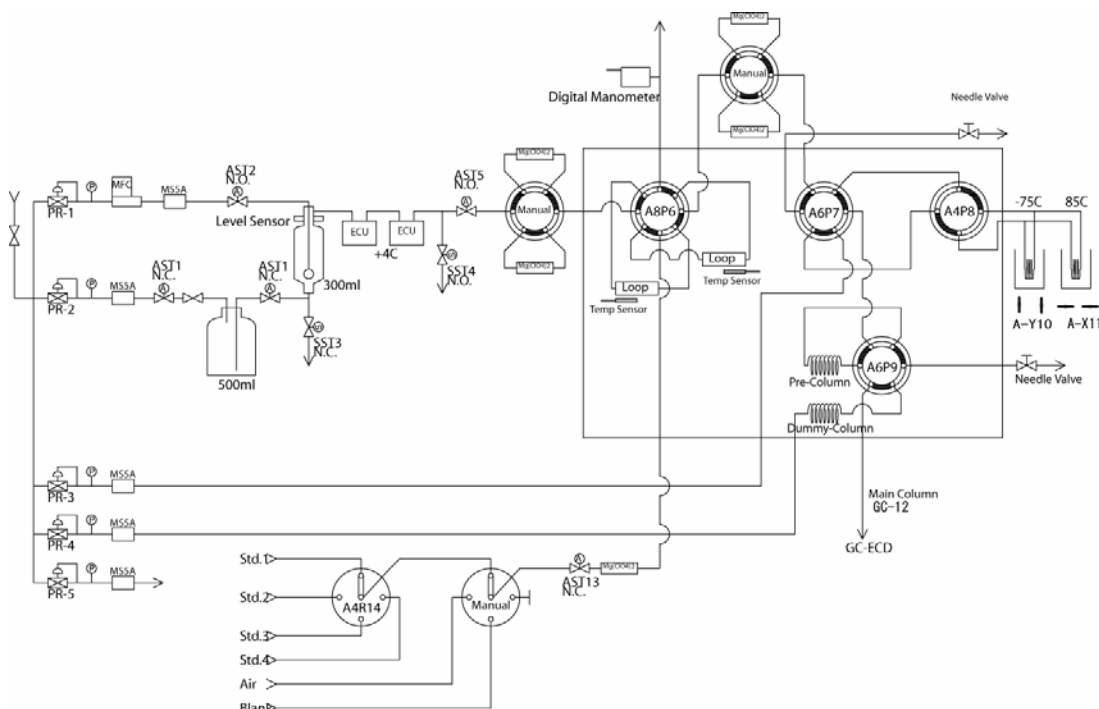 Mg(ClO4)2
Manual
Mg(ClO4)2
Digital Manometer
Needle Valve
AST2
N.O.
MFC
P
MS5A
A
PR-1
Level Sensor
AST5
N.O.
A
Mg(ClO4)2
Manual
Mg(ClO4)2
A8P6
A6P7
A4P8
-75C
85C
ECU
ECU
+4C
S
SST4
N.O.
Loop
Temp Sensor
Loop
Temp Sensor
AST1
N.C.
AST1
N.C.
P
MS5A
A
A
PR-2
300ml
S
SST3
N.C.
500ml
A-Y10
A-X11
A6P9
Pre-Column
Needle Valve
Dummy-Column
P
MS5A
PR-3
Main Column
GC-12
P
MS5A
PR-4
GC-ECD
P
MS5A
PR-5
Std.1
A
AST13
N.C.
Mg(ClO4)2
Std.2
A4R14
Manual
Std.3
Std.4
Air
Blan